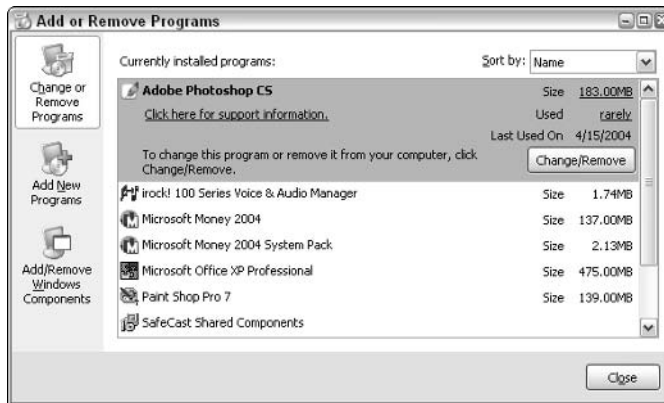 Add or Remove Programs
Change or
Remove
Programs
Add New
Programs
Add/Remove
Windows
Components
Currently installed programs:
Sort by: Name
Adobe Photoshop CS Size 183.00MB
Click here for support information. Used rarely
Last Used On 4/15/2004
To change this program or remove it from your computer, click
Change/Remove.
Change/Remove
irock! 100 Series Voice & Audio Manager Size 1.74MB
Microsoft Money 2004 Size 137.00MB
Microsoft Money 2004 System Pack Size 2.13MB
Microsoft Office XP Professional Size 475.00MB
Paint Shop Pro 7 Size 139.00MB
SafeCast Shared Components
Close